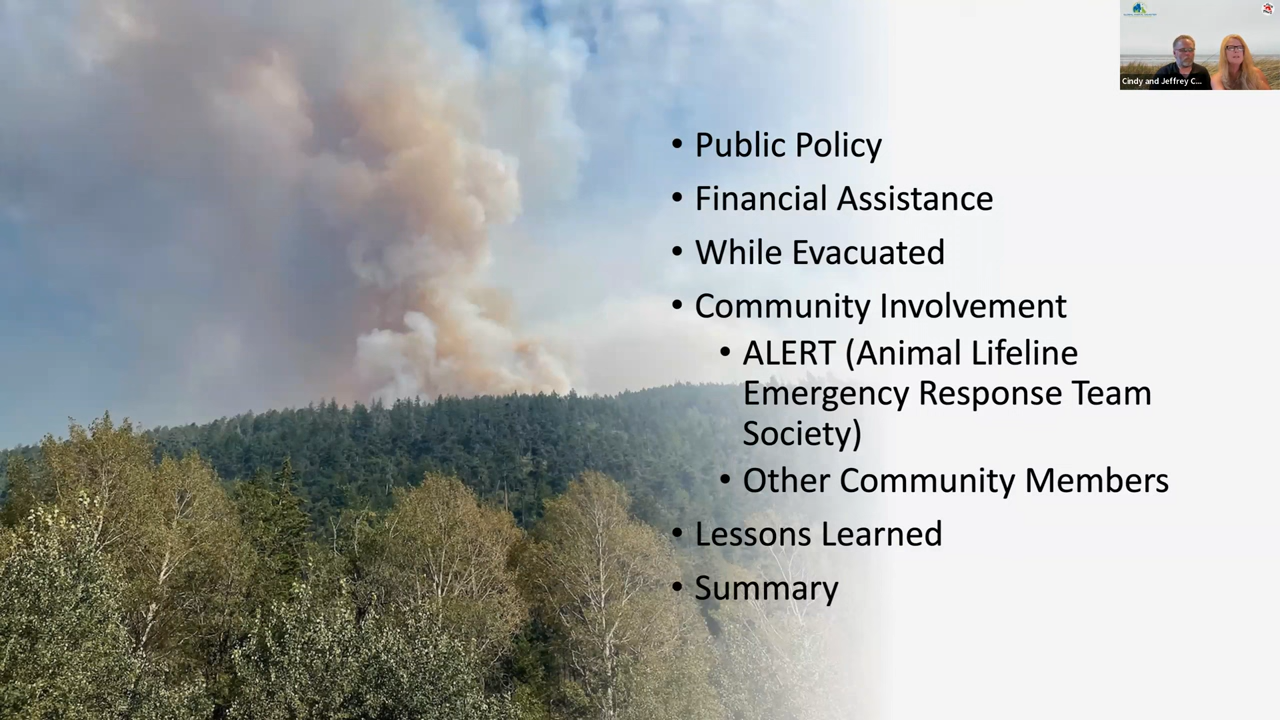 Cindy and Jeffrey C...
• Public Policy
• Financial Assistance
• While Evacuated
• Community Involvement
• ALERT (Animal Lifeline
Emergency Response Team
Society)
• Other Community Members
• Lessons Learned
• Summary